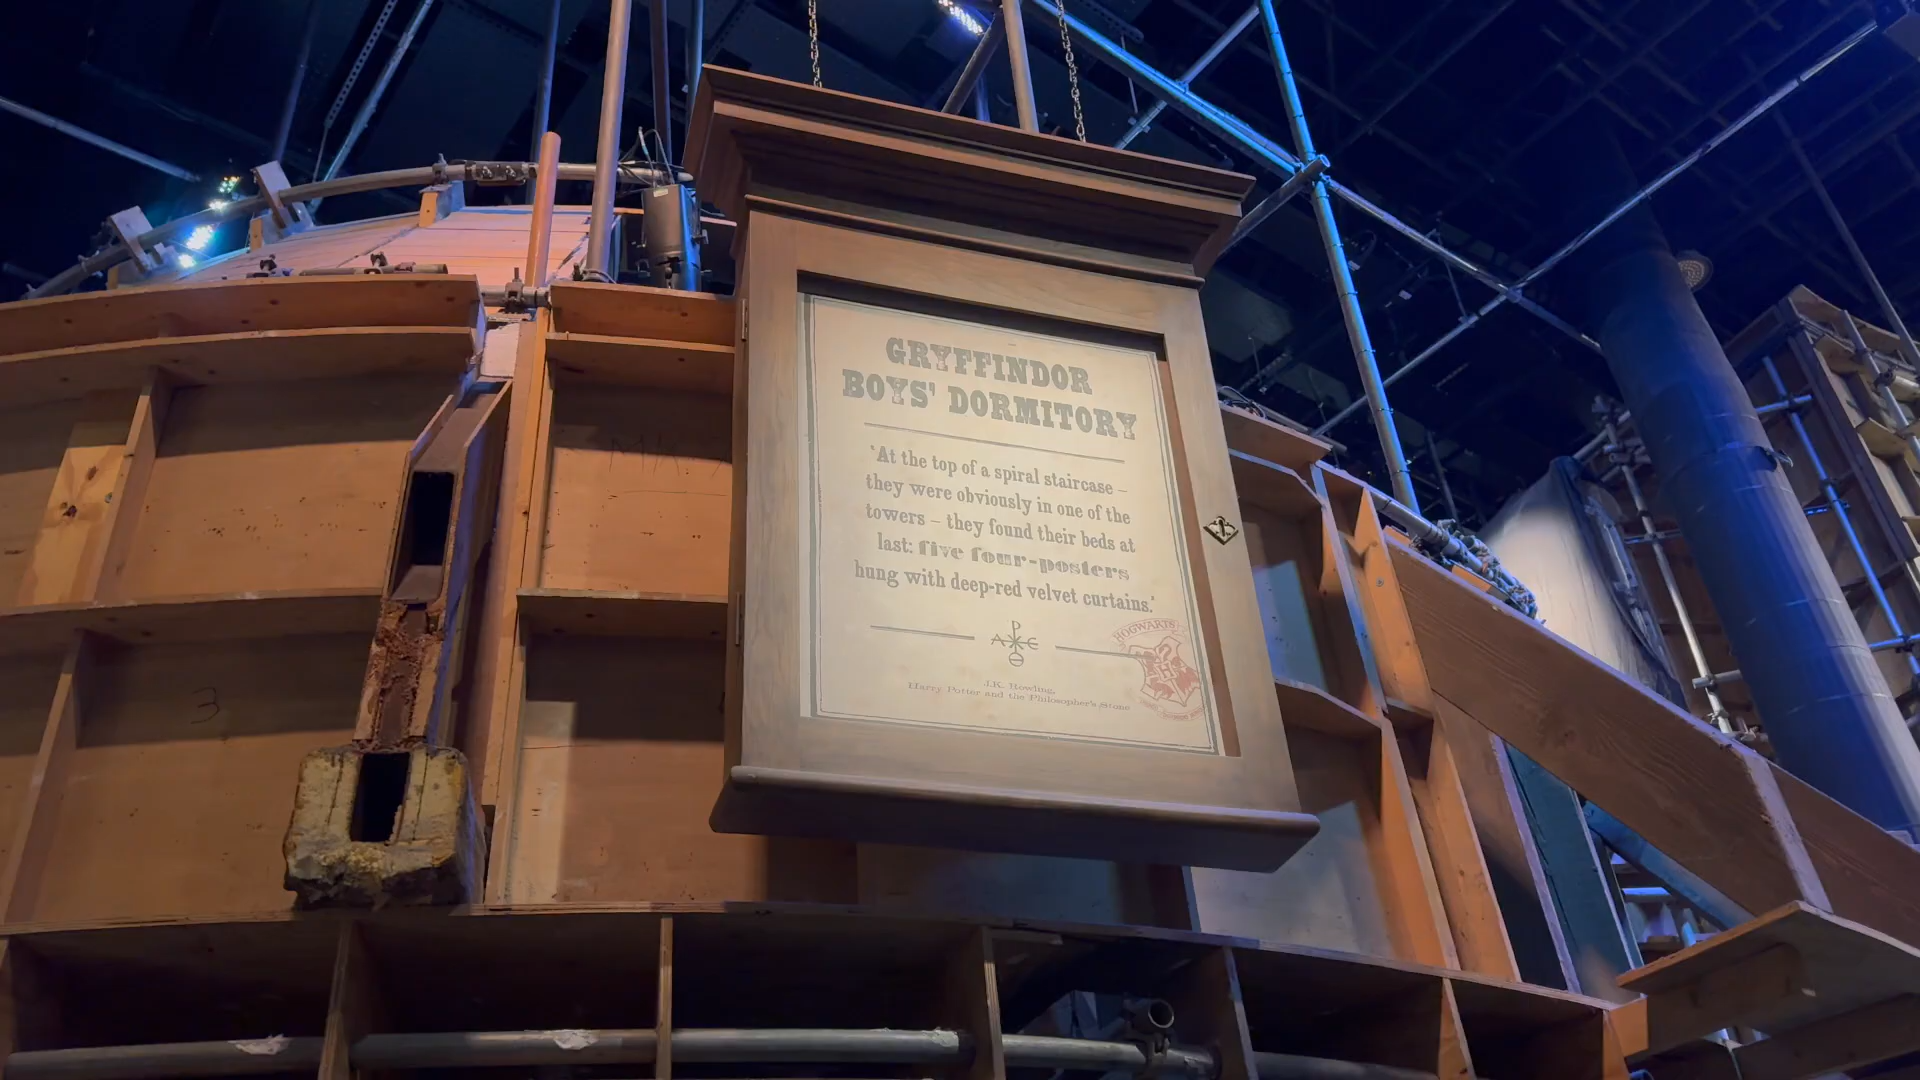 GRYFFINDOR
BOYS' DORMITORY
'At the top of a spiral staircase –
they were obviously in one of the
towers – they found their beds at
last: five four-posters
hung with deep-red velvet curtains.'
J.K. Rowling,
Harry Potter and the Philosopher's Stone
HOGWARTS
3